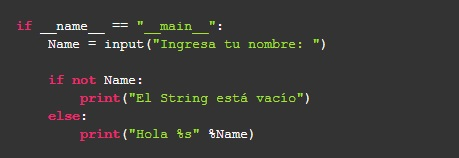 if __name__ == "__main__":
    Name = input("Ingresa tu nombre: ")

    if not Name:
        print("El String está vacío")
    else:
        print("Hola %s" %Name)